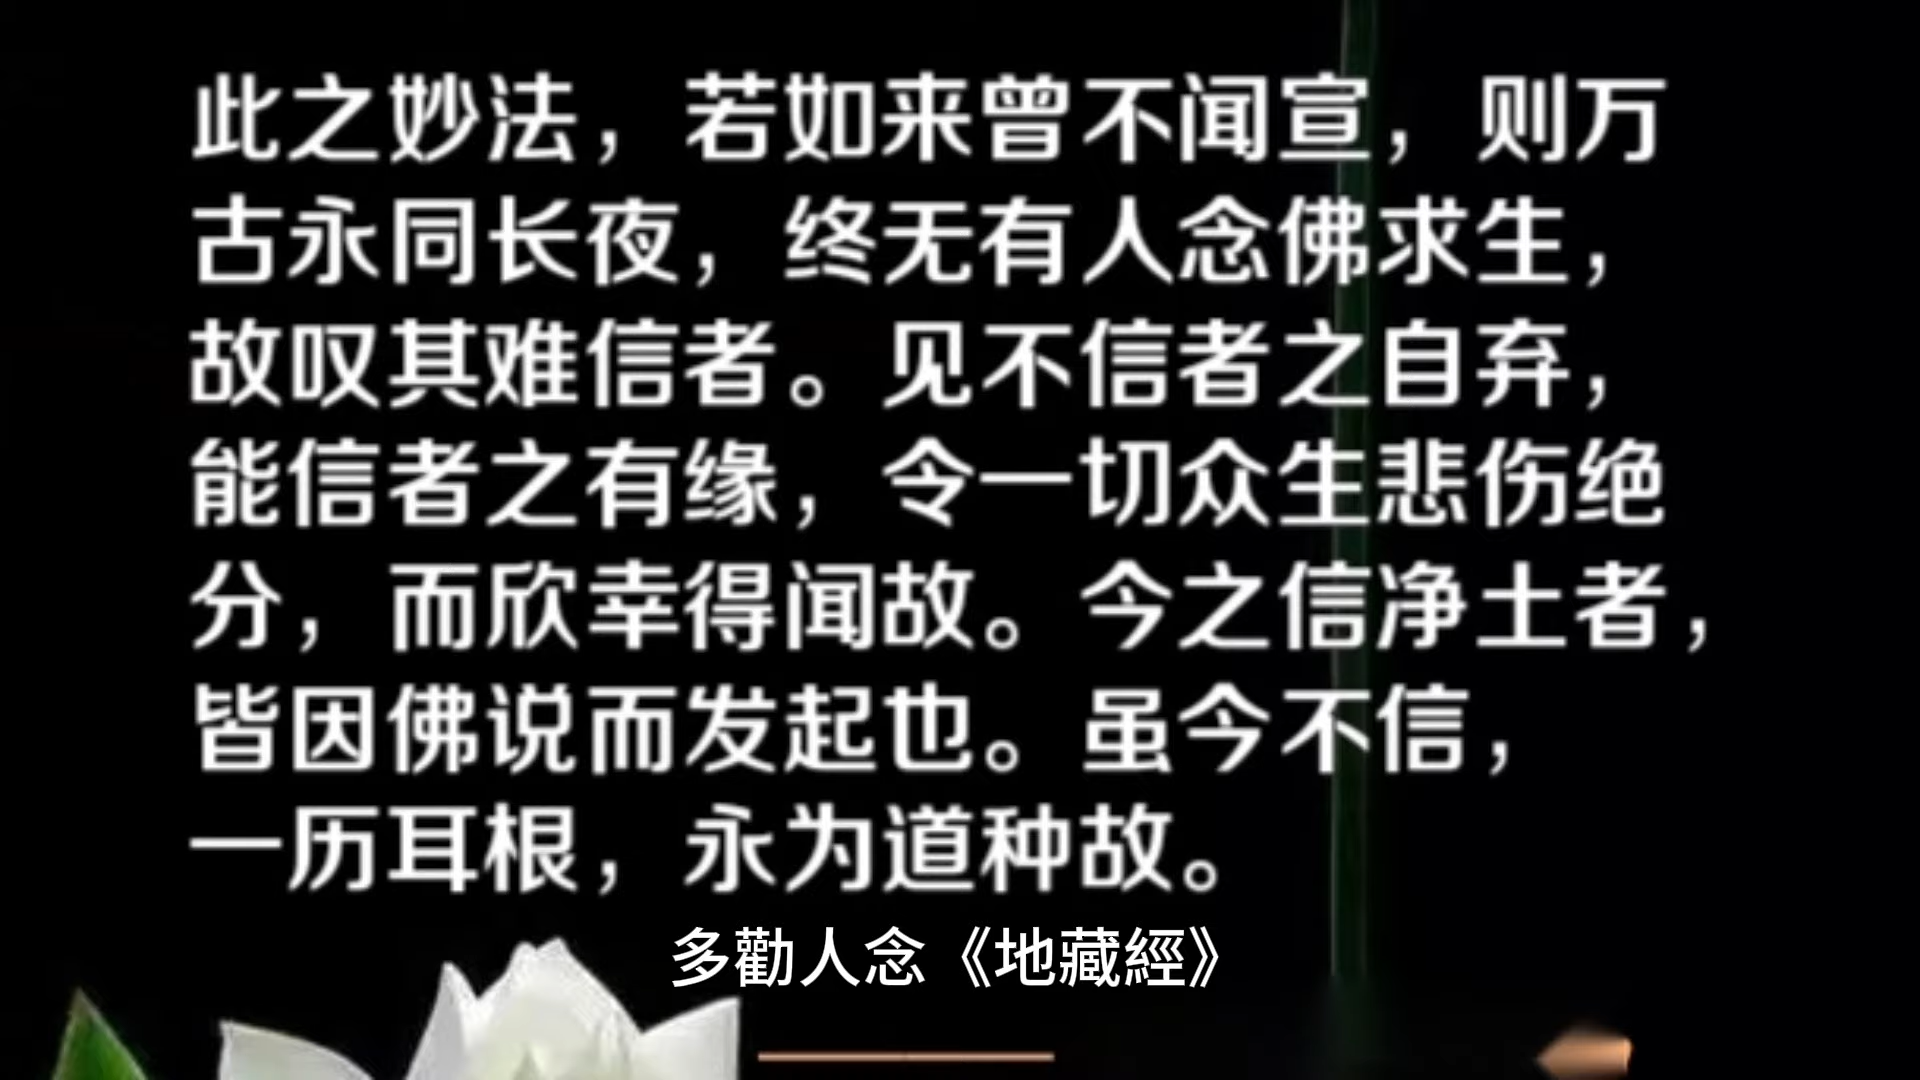 此之妙法，若如来曾不闻宣，则万
古永同长夜，终无有人念佛求生，
故叹其难信者。见不信者之自弃，
能信者之有缘，令一切众生悲伤绝
分，而欣幸得闻故。今之信净土者，
皆因佛说而发起也。虽今不信，
一历耳根，永为道种故。
多勸人念《地藏經》